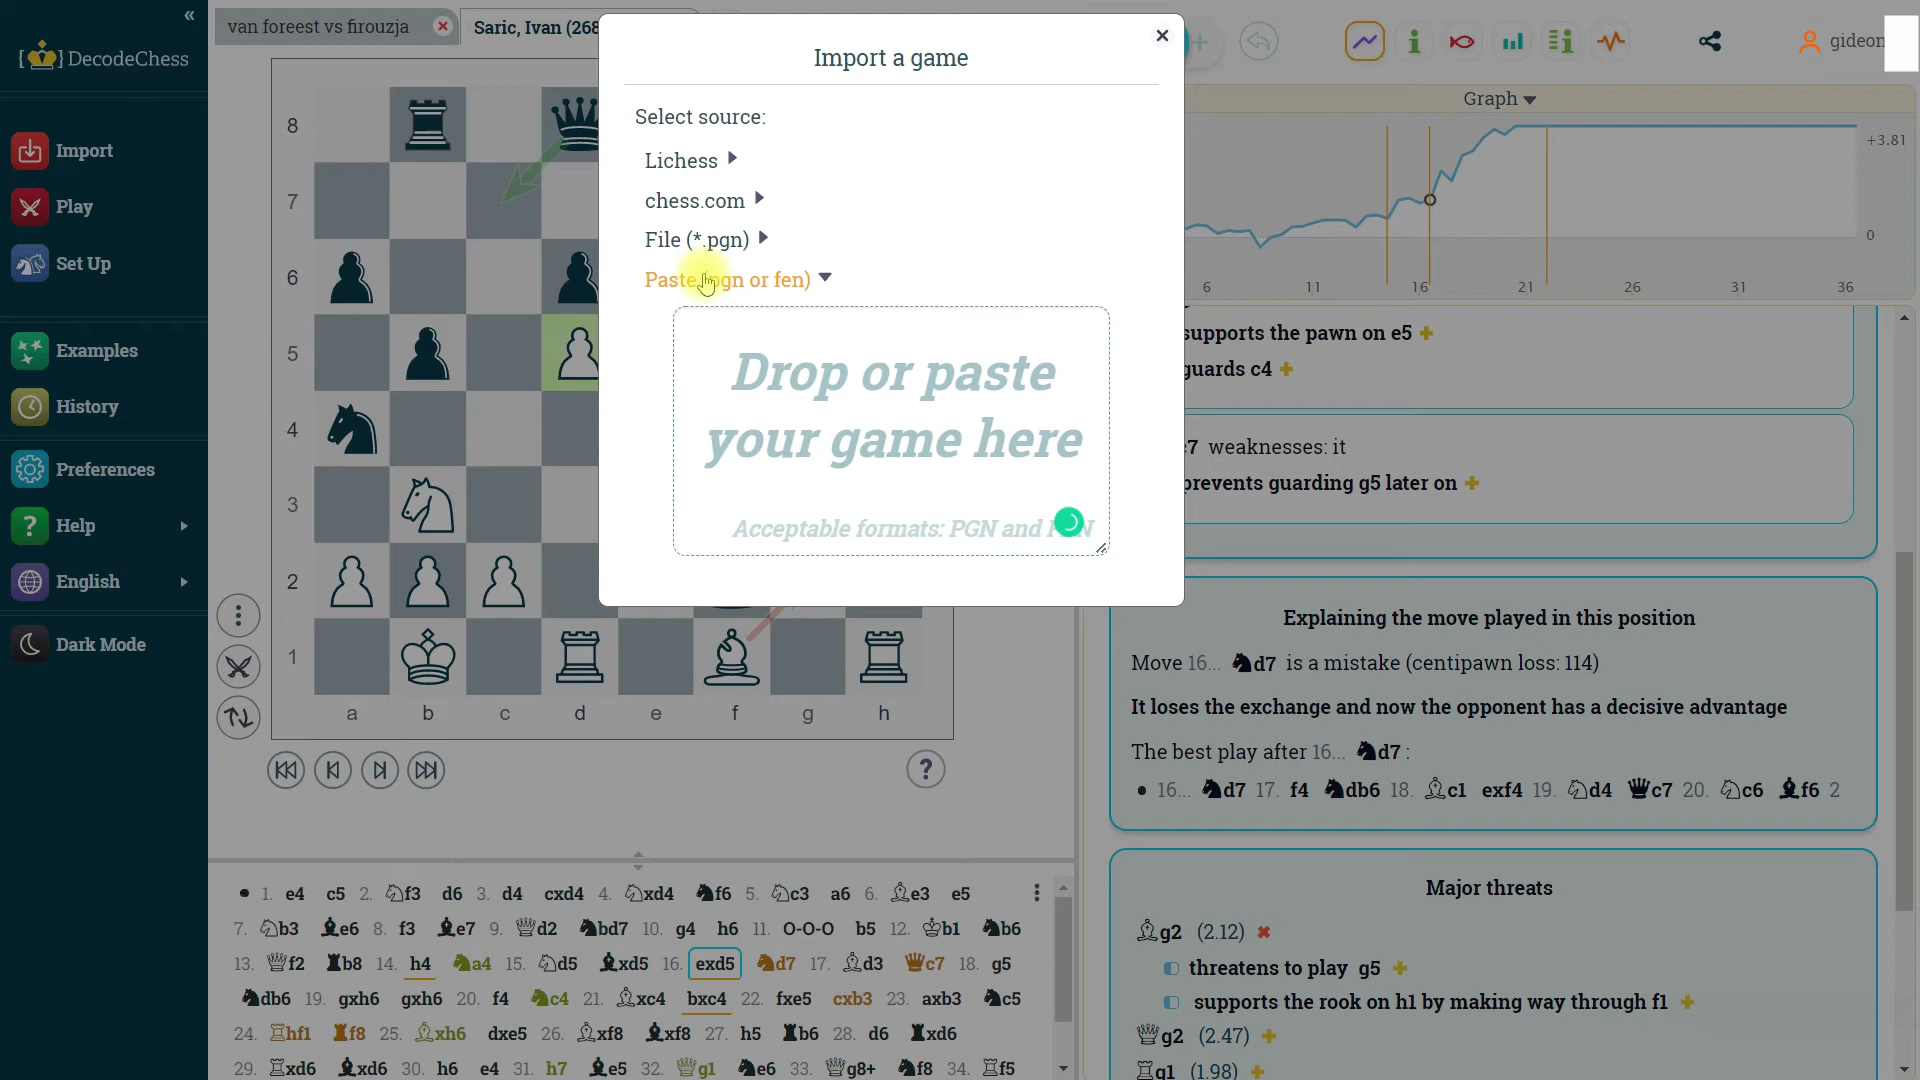 «
DecodeChess
Import
Play
Set Up
Examples
History
Preferences
Help
English
Dark Mode
van foreest vs firouzja
Saric, Ivan (268
8
7
6
5
4
3
2
1
a b c d e f g h
?
Import a game
Select source:
Lichess
chess.com
File (*.pgn)
Paste (pgn or fen)
Drop or paste
your game here
Acceptable formats: PGN and
gideon
Graph
+3.81
0
6 11 16 21 26 31 36
supports the pawn on e5
guards c4
c7 weaknesses: it
prevents guarding g5 later on
Explaining the move played in this position
Move 16... ♞d7 is a mistake (centipawn loss: 114)
It loses the exchange and now the opponent has a decisive advantage
The best play after 16... ♞d7 :
• 16... ♞d7 17. f4 ♞db6 18. ♗c1 exf4 19. ♘d4 ♛c7 20. ♘c6 ♝f6 2
Major threats
♗g2 (2.12)
threatens to play g5
supports the rook on h1 by making way through f1
♕g2 (2.47)
♖g1 (1.98)
• 1. e4 c5 2. ♘f3 d6 3. d4 cxd4 4. ♘xd4 ♞f6 5. ♘c3 a6 6. ♗e3 e5
7. ♘b3 ♝e6 8. f3 ♝e7 9. ♕d2 ♞bd7 10. g4 h6 11. O-O-O b5 12. ♔b1 ♞b6
13. ♕f2 ♜b8 14. h4 ♞a4 15. ♘d5 ♝xd5 16. exd5 ♞d7 17. ♗d3 ♛c7 18. g5
♞db6 19. gxh6 gxh6 20. f4 ♞c4 21. ♗xc4 bxc4 22. fxe5 cxb3 23. axb3 ♞c5
24. ♖hf1 ♜f8 25. ♗xh6 dxe5 26. ♗xf8 ♝xf8 27. h5 ♜b6 28. d6 ♜xd6
29. ♖xd6 ♝xd6 30. h6 e4 31. h7 ♝e5 32. ♕g1 ♞e6 33. ♕g8+ ♞f8 34. ♖f5